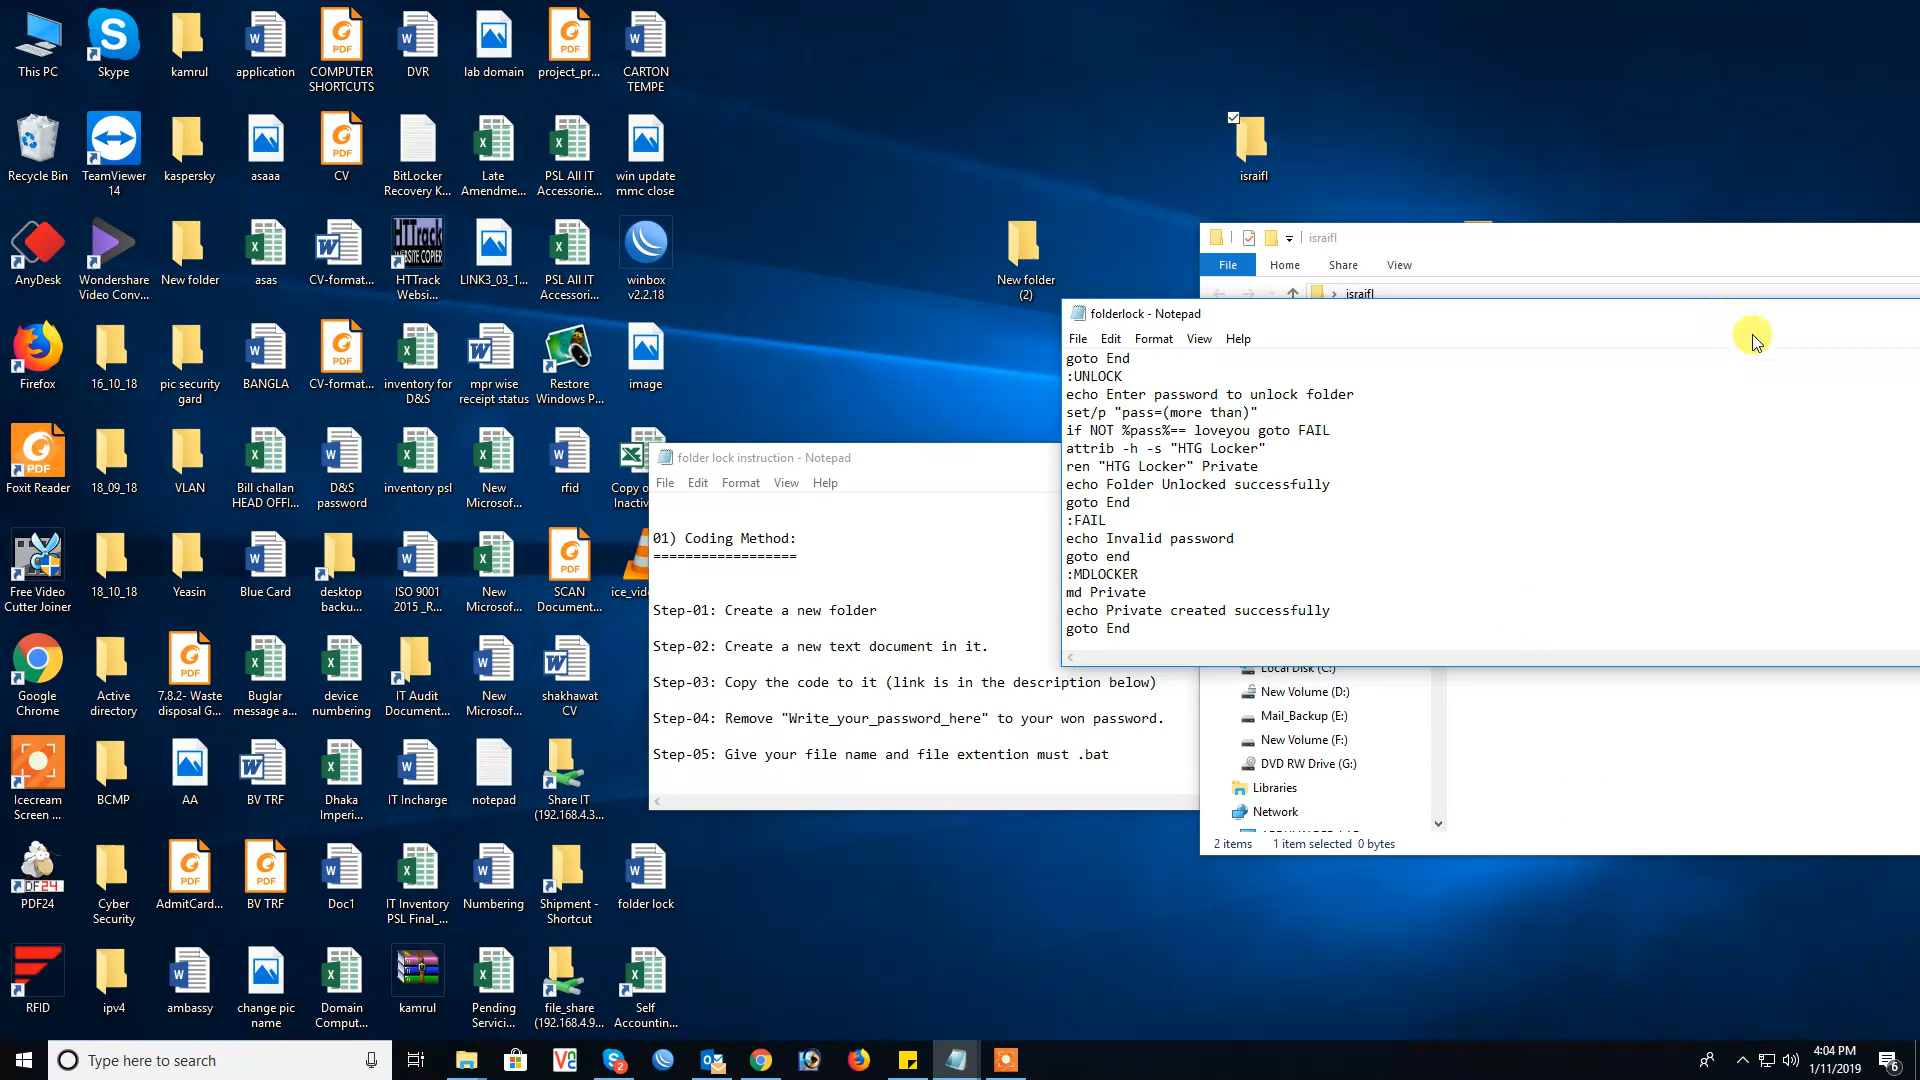 This PC
Skype
kamrul
application
COMPUTER
SHORTCUTS
DVR
lab domain
project_pr...
CARTON
TEMPE
Recycle Bin
TeamViewer
14
kaspersky
asaaa
CV
BitLocker
Recovery K...
Late
Amendme...
PSL All IT
Accessorie...
win update
mmc close
AnyDesk
Wondershare
Video Conv...
New folder
asas
CV-format...
HTTrack
WEBSITE COPIER
HTTrack
Websi...
LINK3_03_1...
PSL All IT
Accessori...
winbox
v2.2.18
Firefox
16_10_18
pic security
gard
BANGLA
CV-format...
inventory for
D&S
mpr wise
receipt status
Restore
Windows P...
image
Foxit Reader
18_09_18
VLAN
Bill challan
HEAD OFFI...
D&S
password
inventory psl
New
Microsof...
rfid
Copy o
Inactiv
Free Video
Cutter Joiner
18_10_18
Yeasin
Blue Card
desktop
backu...
ISO 9001
2015 _R...
New
Microsof...
SCAN
Documen...
ice_vid
Google
Chrome
Active
directory
7.8.2- Waste
disposal G...
Buglar
message a...
device
numbering
IT Audit
Document...
New
Microsof...
shakhawat
CV
Icecream
Screen ...
BCMP
AA
BV TRF
Dhaka
Imperi...
IT Incharge
notepad
Share IT
(192.168.4.3...
PDF24
Cyber
Security
AdmitCard...
BV TRF
Doc1
IT Inventory
PSL Final_...
Numbering
Shipment -
Shortcut
folder lock
RFID
ipv4
ambassy
change pic
name
Domain
Comput...
kamrul
Pending
Servici...
file_share
(192.168.4.9...
Self
Accountin...
israifl
New folder
(2)
israifl
File Home Share View
israifl
folderlock - Notepad
File Edit Format View Help
goto End
:UNLOCK
echo Enter password to unlock folder
set/p "pass=(more than)"
if NOT %pass%== loveyou goto FAIL
attrib -h -s "HTG Locker"
ren "HTG Locker" Private
echo Folder Unlocked successfully
goto End
:FAIL
echo Invalid password
goto end
:MDLOCKER
md Private
echo Private created successfully
goto End
folder lock instruction - Notepad
File Edit Format View Help
01) Coding Method:
==================
Step-01: Create a new folder
Step-02: Create a new text document in it.
Step-03: Copy the code to it (link is in the description below)
Step-04: Remove "Write_your_password_here" to your won password.
Step-05: Give your file name and file extention must .bat
Local Disk (C:)
New Volume (D:)
Mail_Backup (E:)
New Volume (F:)
DVD RW Drive (G:)
Libraries
Network
2 items 1 item selected 0 bytes
Type here to search
4:04 PM
1/11/2019